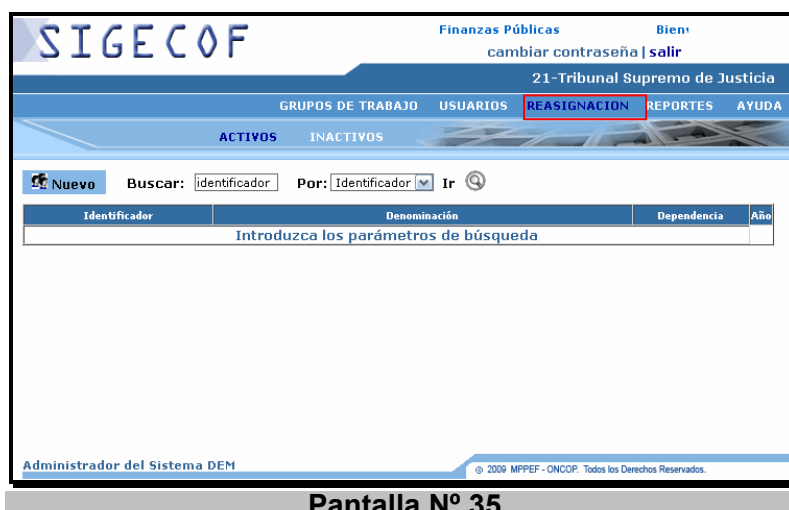 SIGECOF
Finanzas Públicas
cambiar contraseña | salir
21-Tribunal Supremo de Justicia
GRUPOS DE TRABAJO USUARIOS REASIGNACION REPORTES AYUDA
ACTIVOS INACTIVOS
Nuevo Buscar: identificador Por: Identificador Ir
Identificador Denominación Dependencia Año
Introduzca los parámetros de búsqueda
Administrador del Sistema DEM
© 2009 MPPEF - ONCOP. Todos los Derechos Reservados.
Pantalla Nº 35